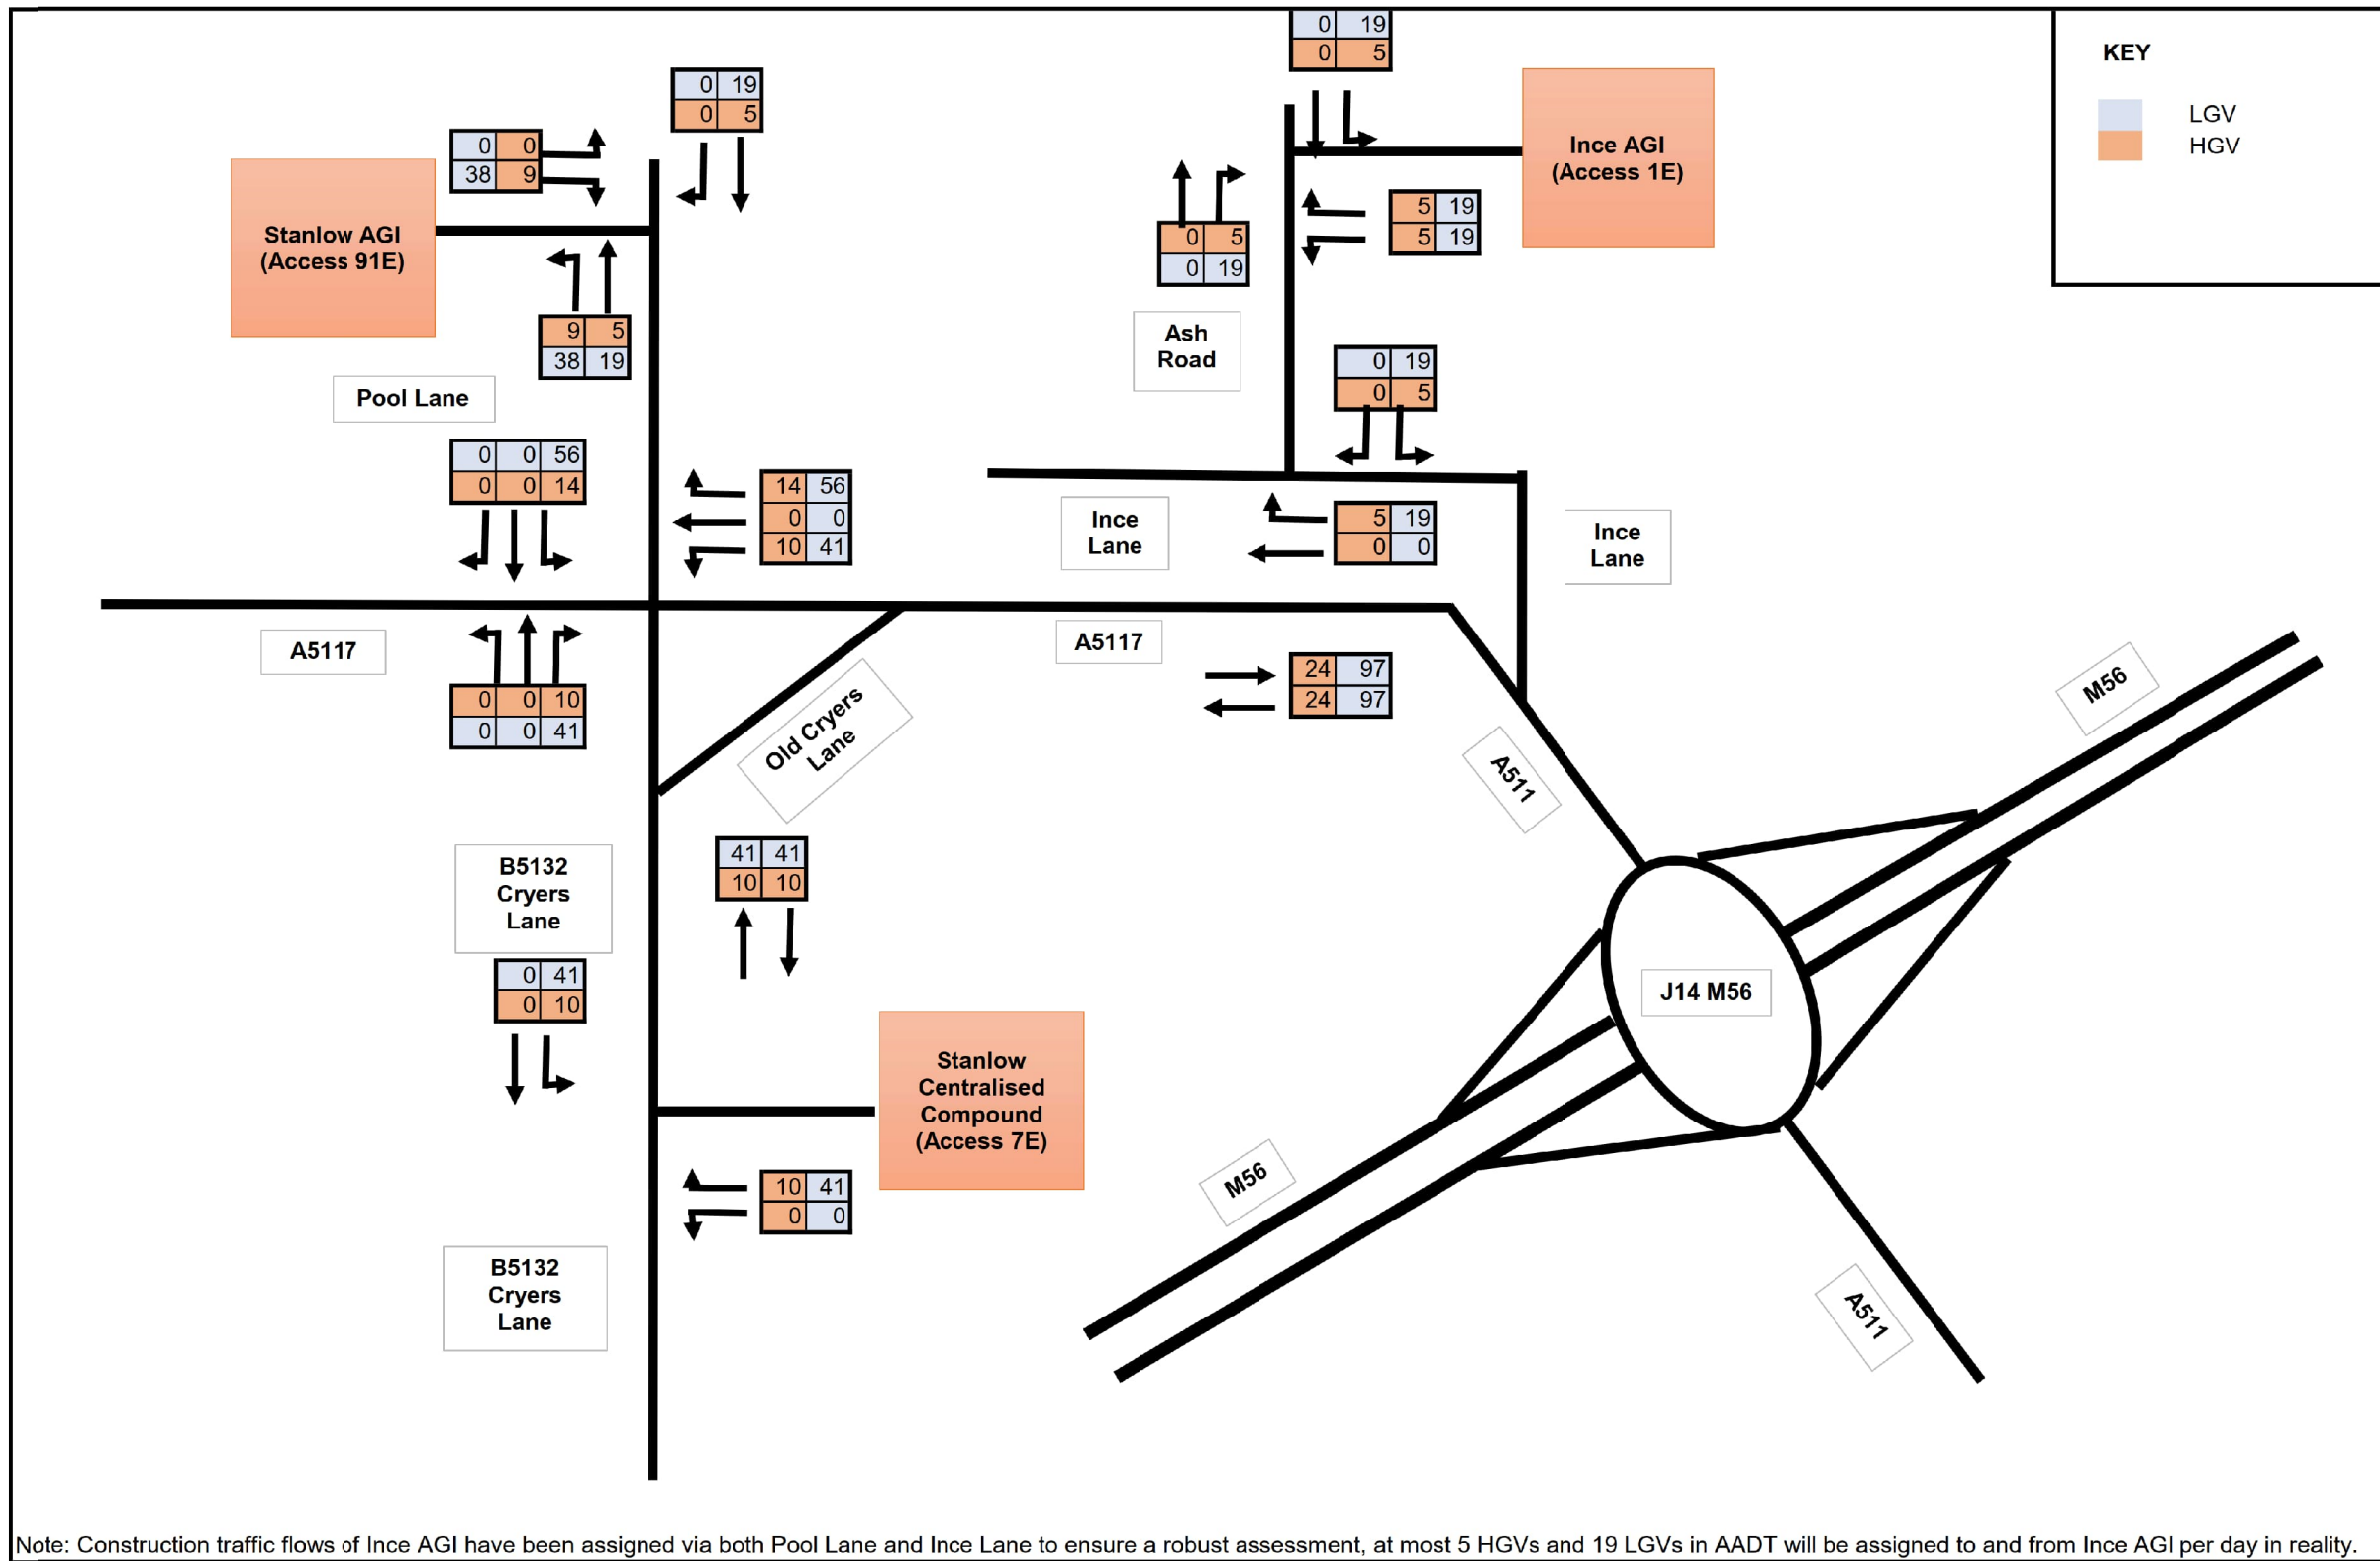 0 19
0 5
KEY
LGV
HGV
0 19
0 5
0 0
38 9
Stanlow AGI
(Access 91E)
Ince AGI
(Access 1E)
5 19
5 19
0 5
0 19
9 5
38 19
Ash
Road
Pool Lane
0 19
0 5
0 0 56
0 0 14
14 56
0 0
10 41
Ince
Lane
5 19
0 0
Ince
Lane
A5117
A5117
24 97
24 97
0 0 10
0 0 41
Old Cryers
Lane
A511
M56
41 41
10 10
B5132
Cryers
Lane
0 41
0 10
J14 M56
Stanlow
Centralised
Compound
(Access 7E)
M56
10 41
0 0
B5132
Cryers
Lane
A511
Note: Construction traffic flows of Ince AGI have been assigned via both Pool Lane and Ince Lane to ensure a robust assessment, at most 5 HGVs and 19 LGVs in AADT will be assigned to and from Ince AGI per day in reality.